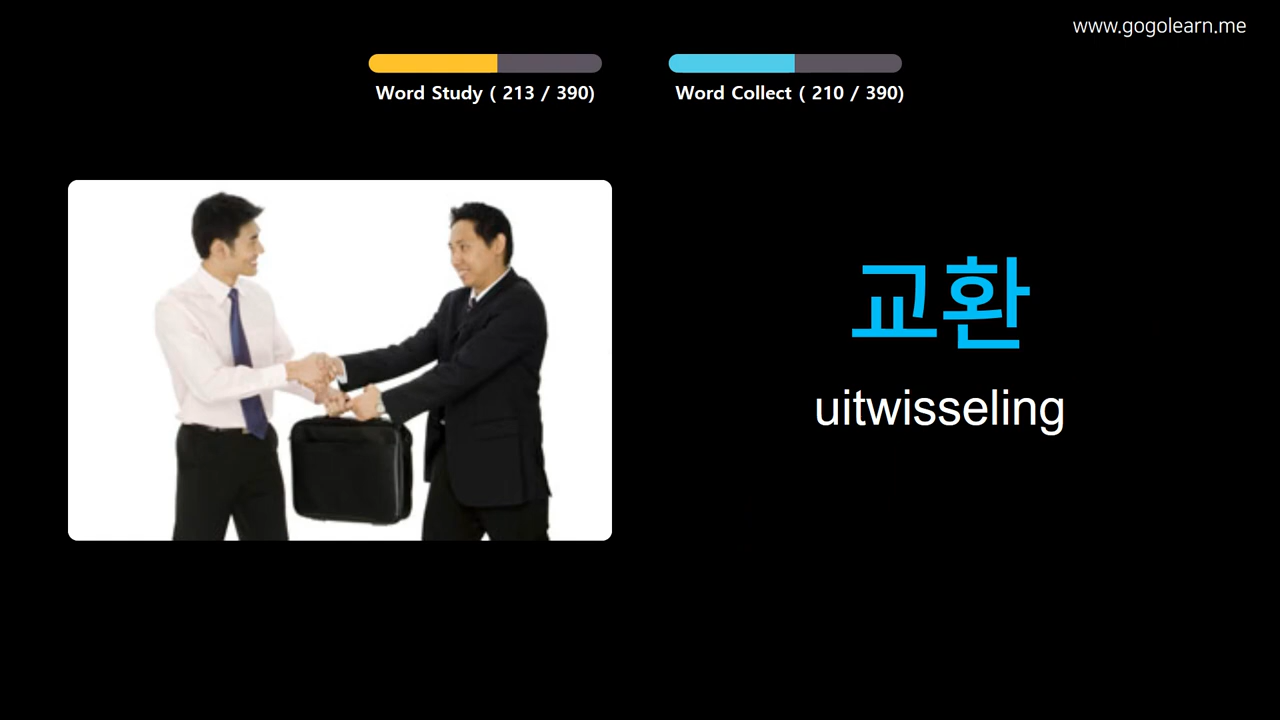 www.gogolearn.me
Word Study ( 213 / 390)
Word Collect ( 210 / 390)
교환
uitwisseling